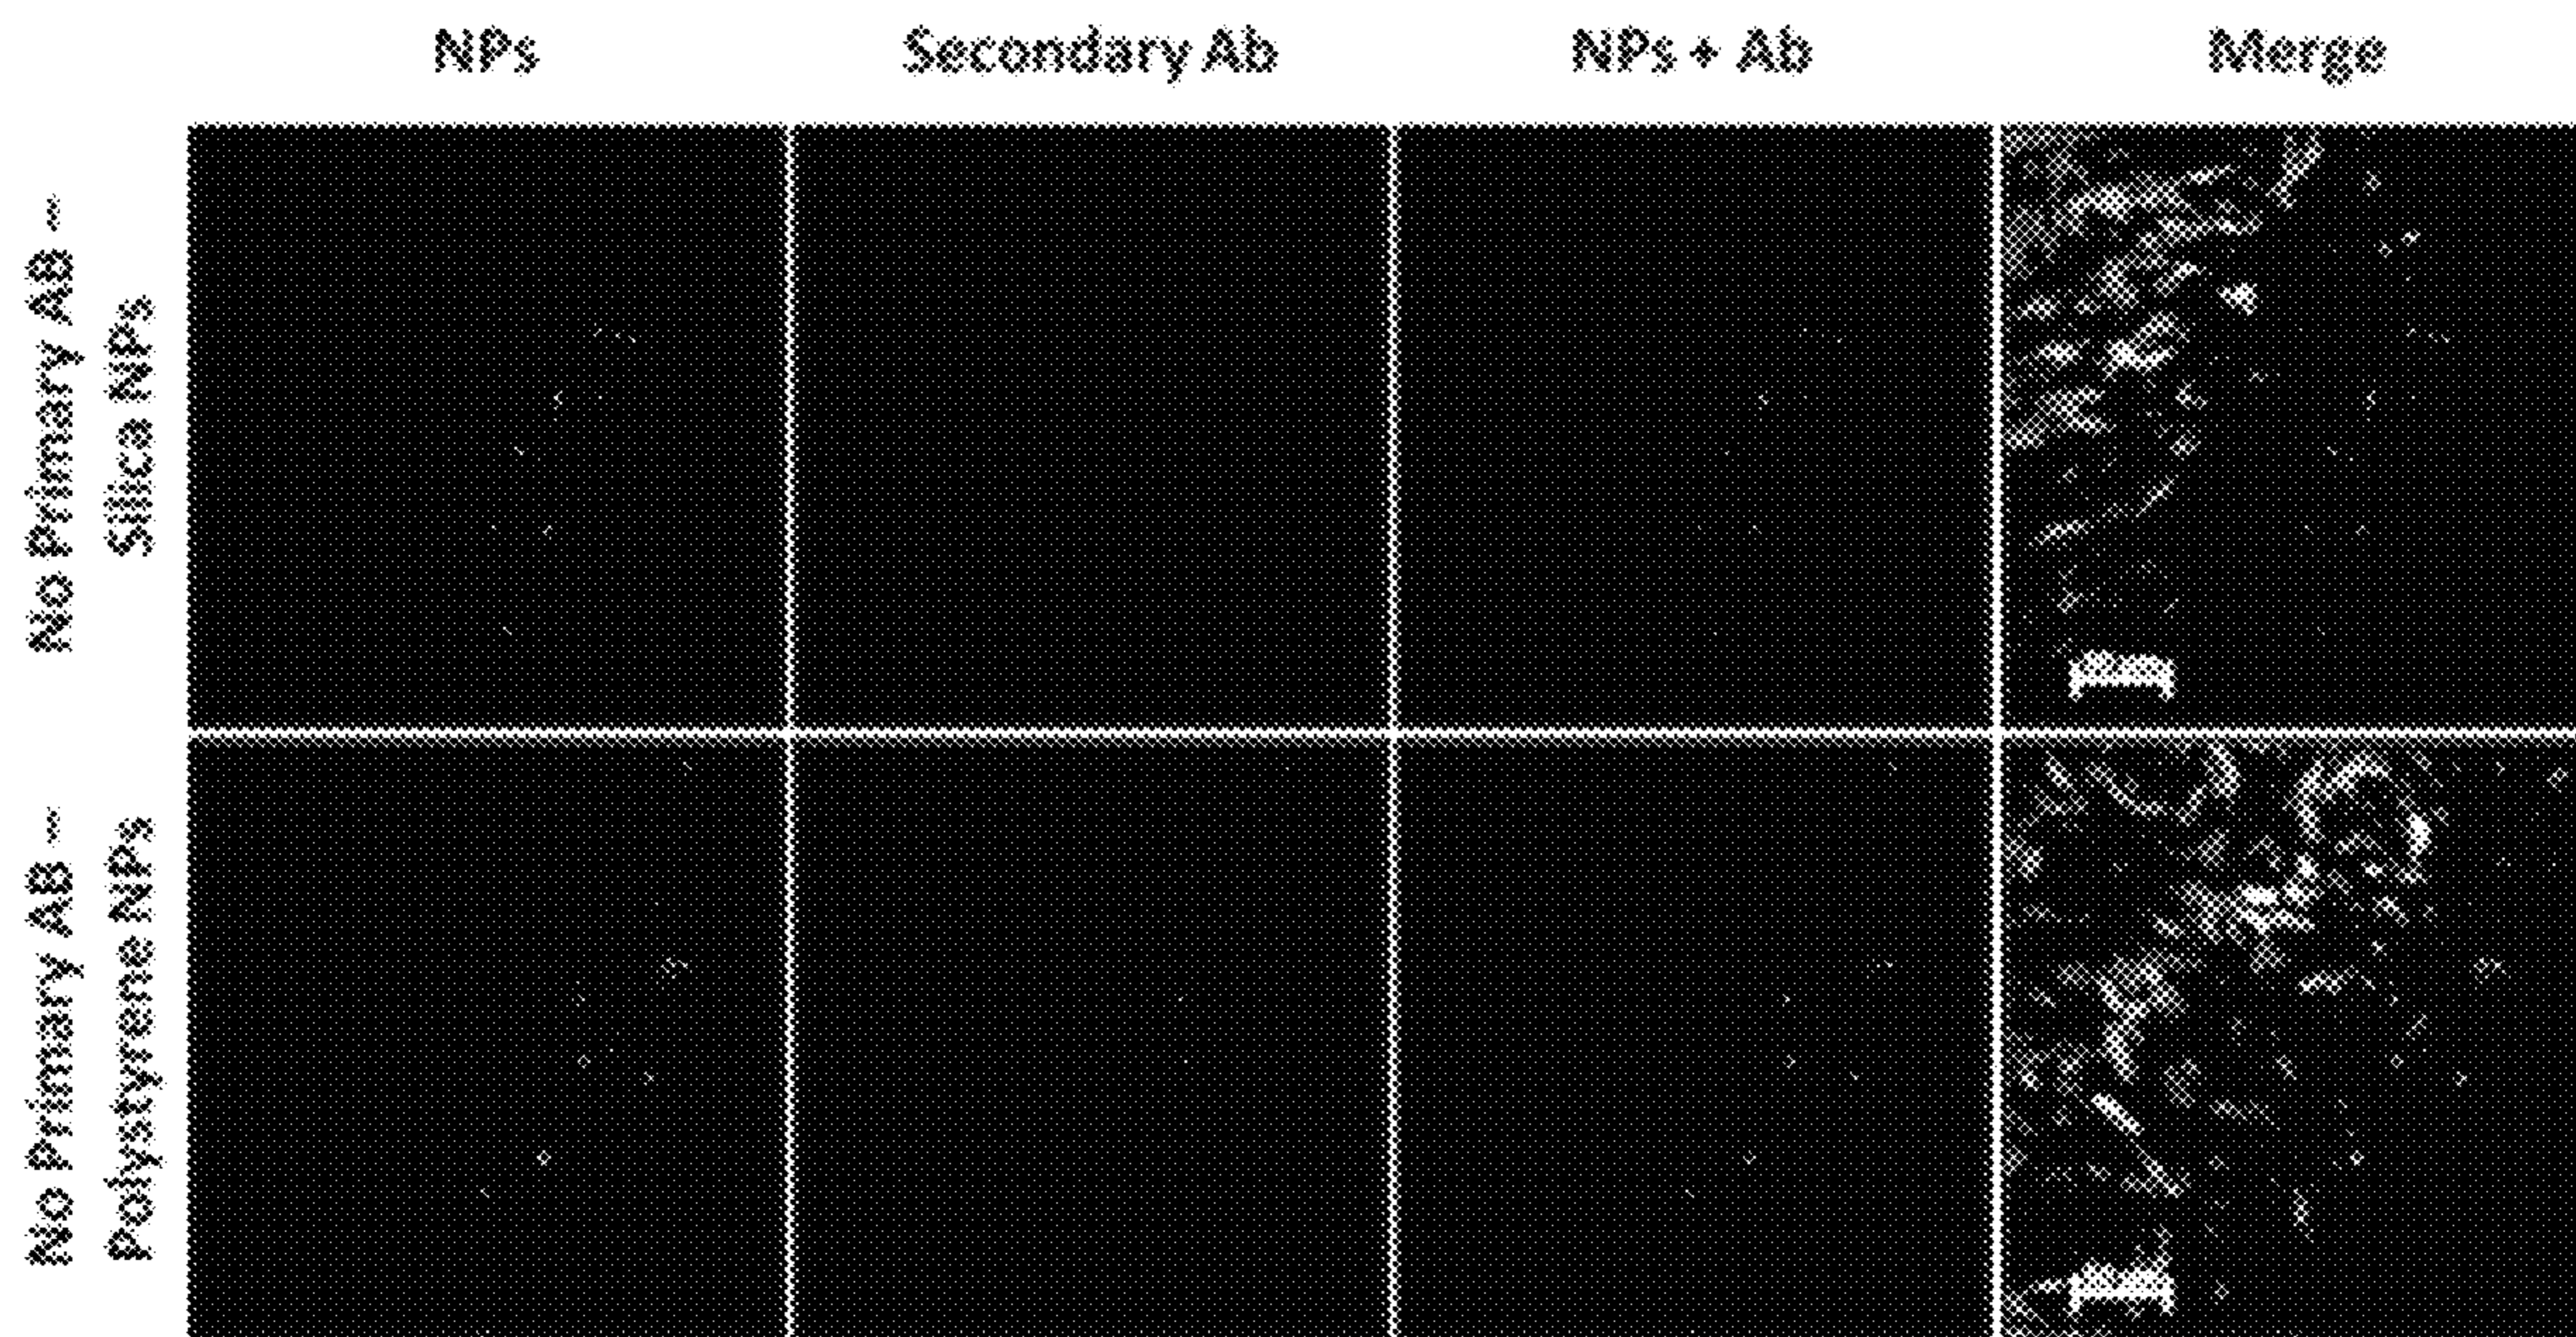 NPs Secondary Ab NPs + Ab Merge
No Primary AB –
Silica NPs
No Primary AB –
Polystyrene NPs